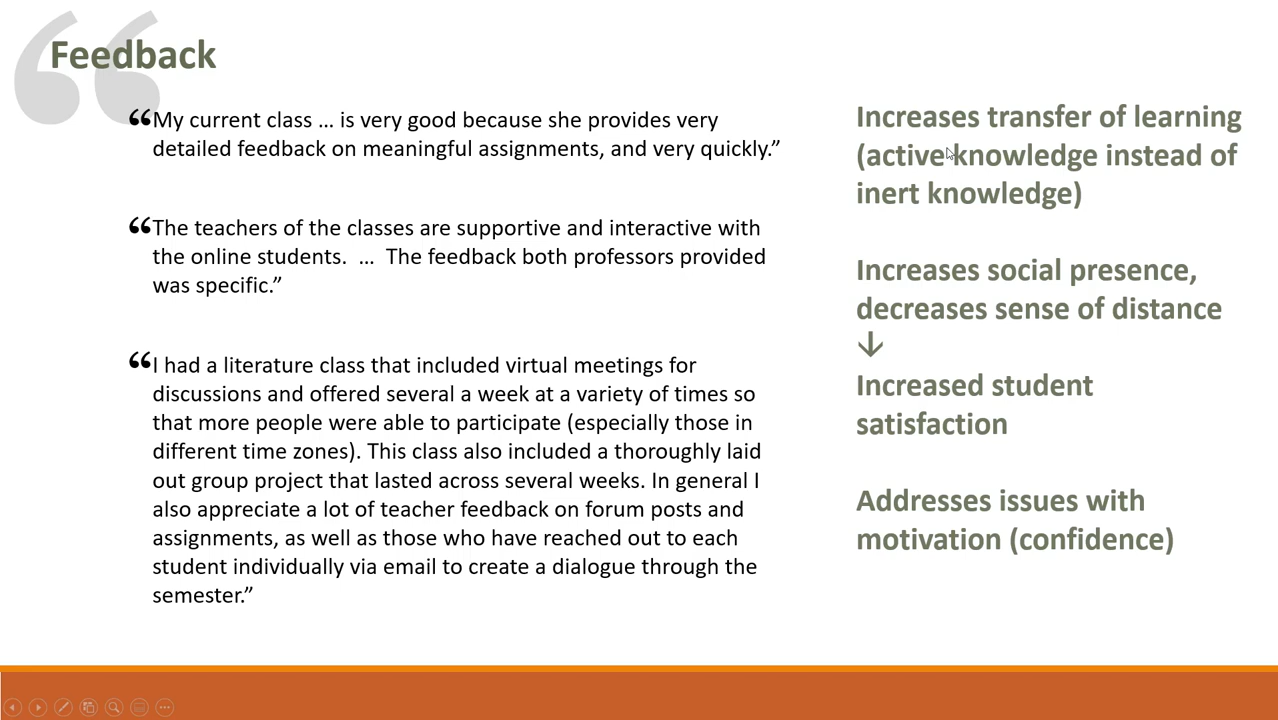 Feedback
“My current class … is very good because she provides very
detailed feedback on meaningful assignments, and very quickly.”
“The teachers of the classes are supportive and interactive with
the online students.  …  The feedback both professors provided
was specific.”
“I had a literature class that included virtual meetings for
discussions and offered several a week at a variety of times so
that more people were able to participate (especially those in
different time zones). This class also included a thoroughly laid
out group project that lasted across several weeks. In general I
also appreciate a lot of teacher feedback on forum posts and
assignments, as well as those who have reached out to each
student individually via email to create a dialogue through the
semester.”
Increases transfer of learning
(active knowledge instead of
inert knowledge)
Increases social presence,
decreases sense of distance
↓
Increased student
satisfaction
Addresses issues with
motivation (confidence)